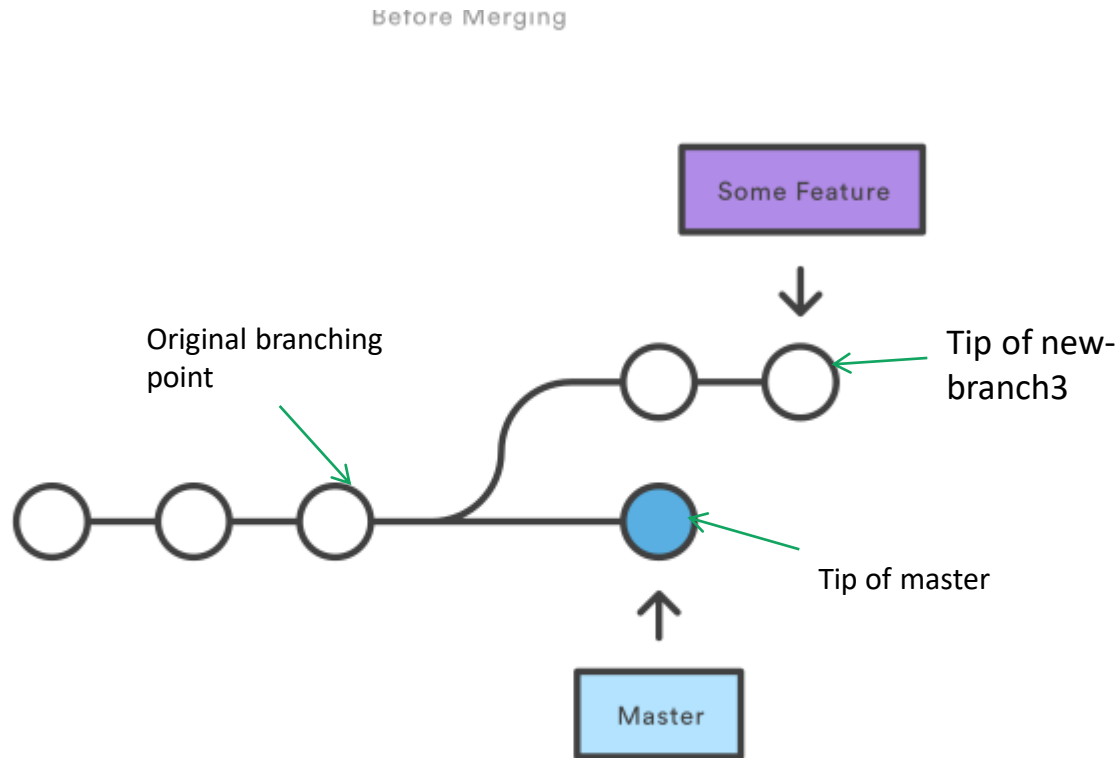 Before Merging
Some Feature
Original branching
point
Tip of new-
branch3
Tip of master
Master